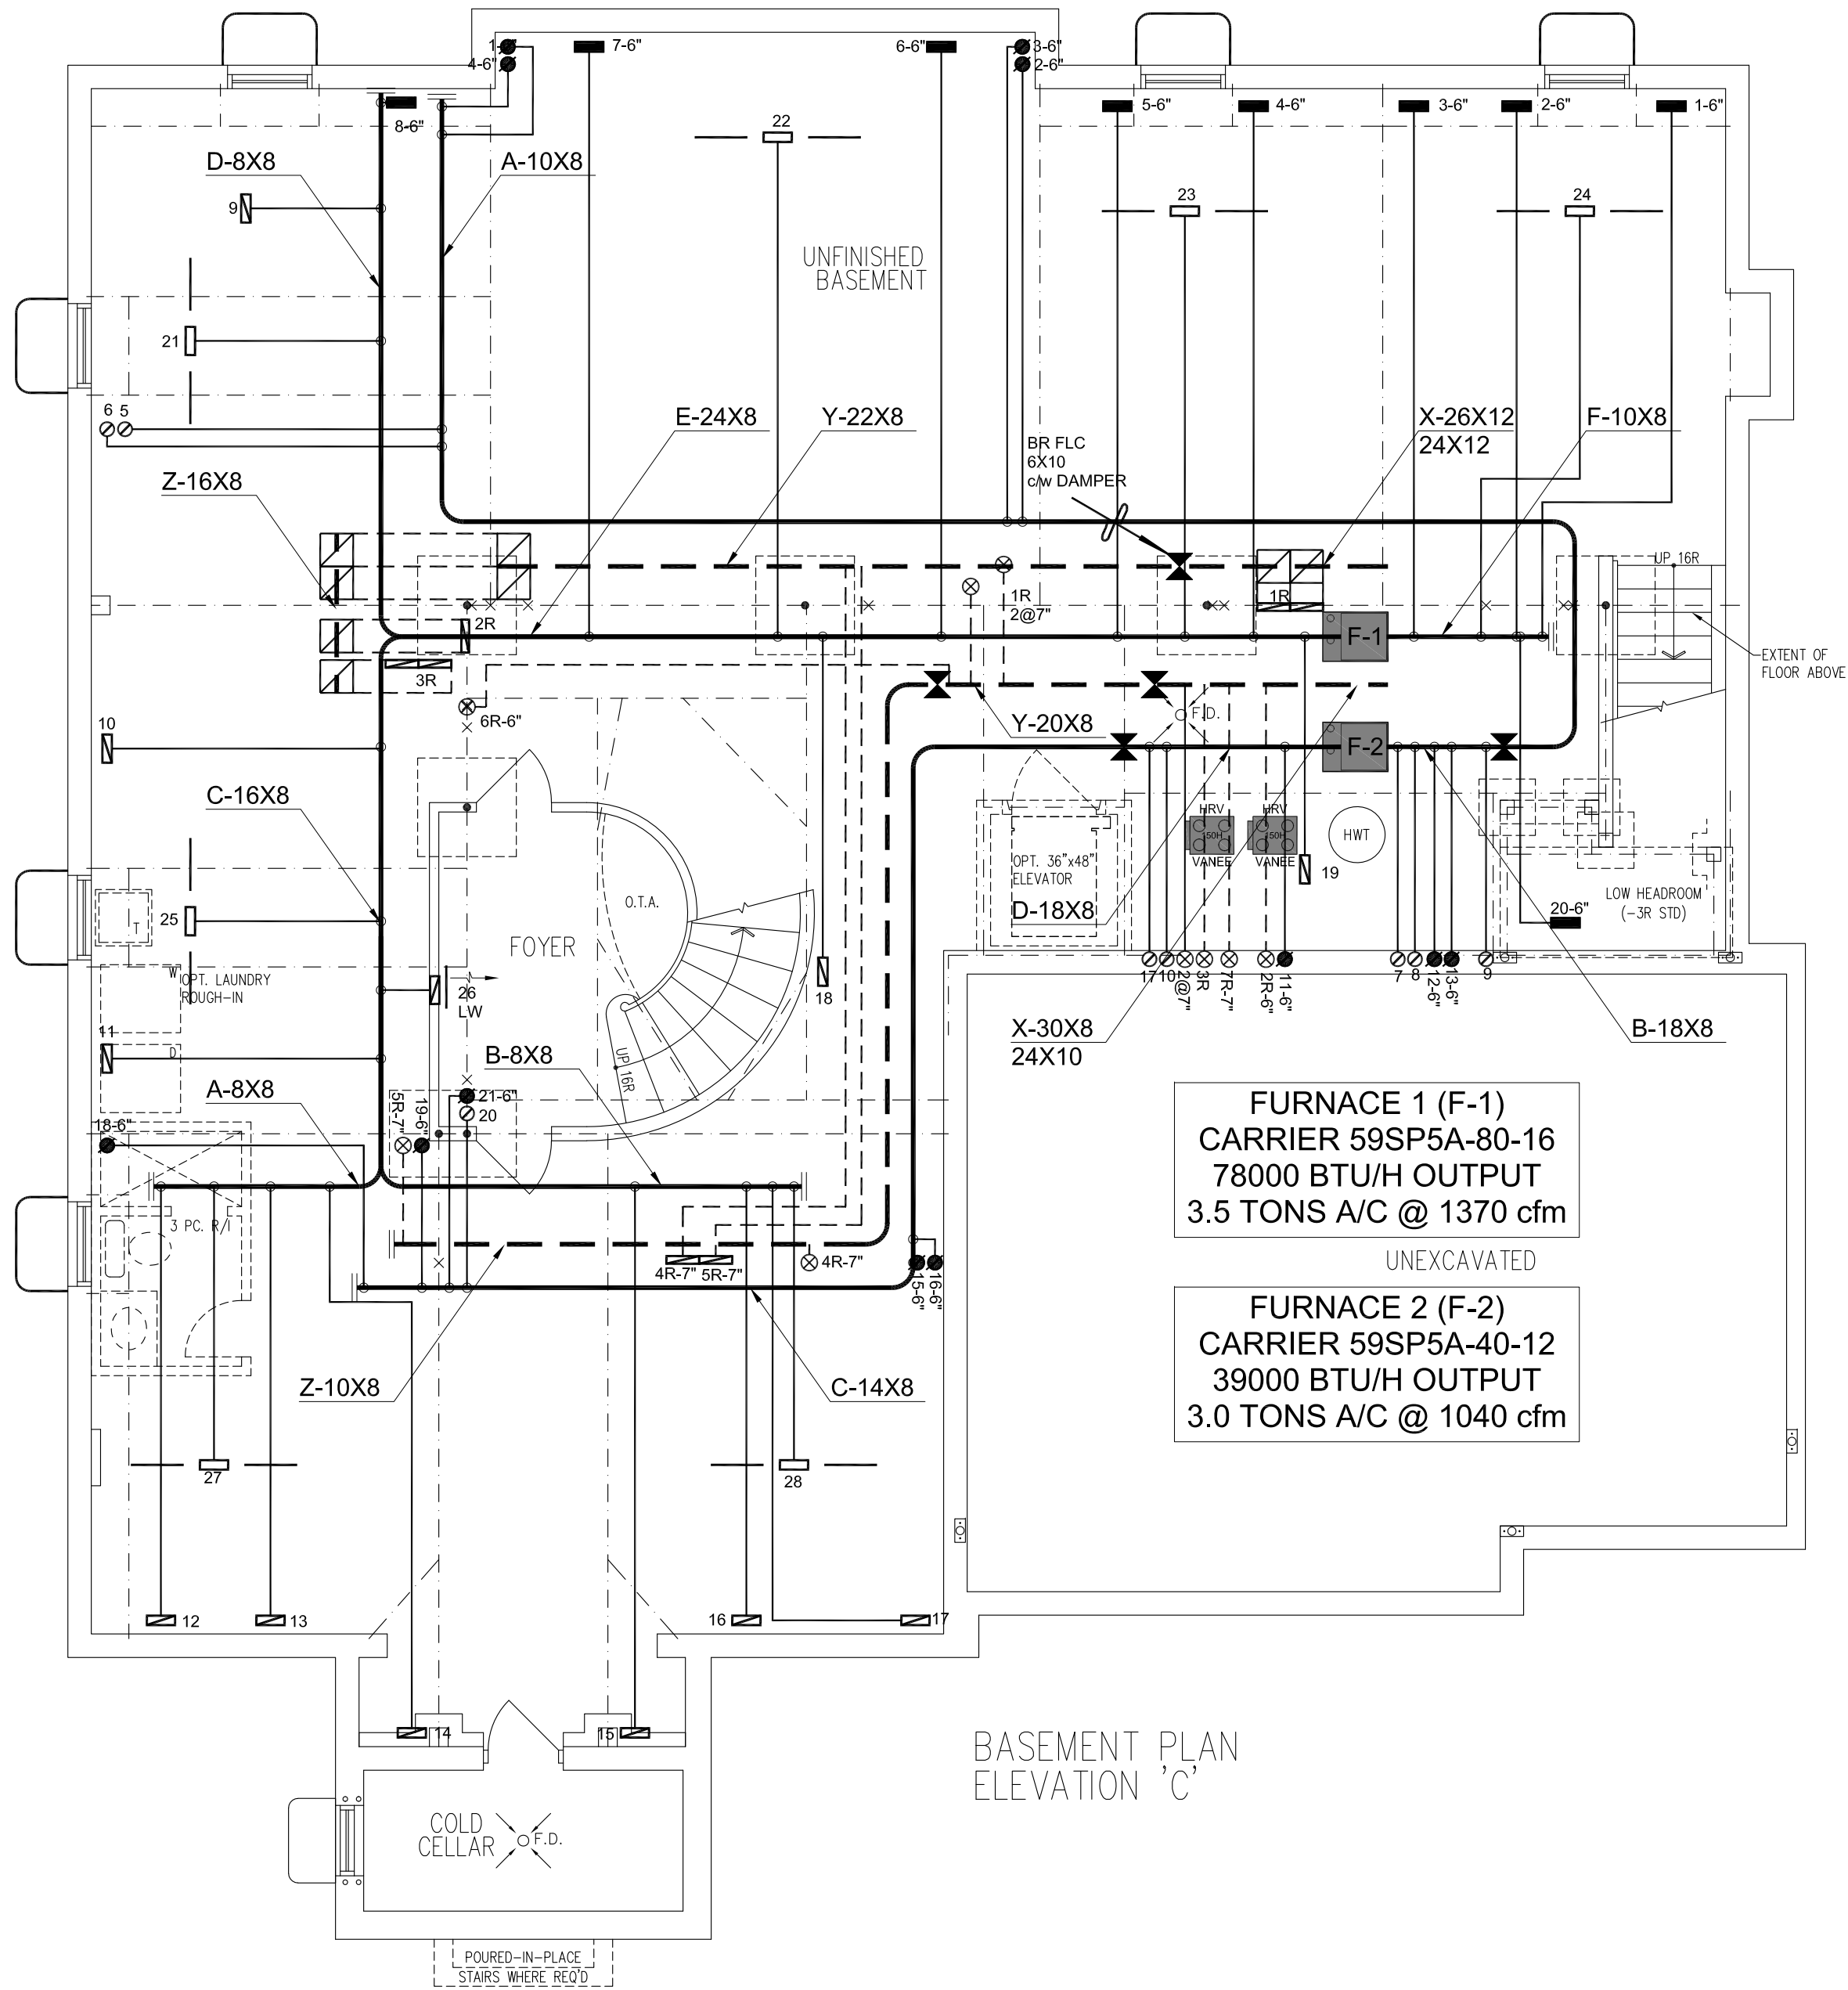 7-6"
6-6"
3-6"
2-6"
4-6"
8-6"
22
5-6"
4-6"
3-6"
2-6"
1-6"
D-8X8
A-10X8
9
23
24
UNFINISHED
BASEMENT
21
6 5
E-24X8
Y-22X8
X-26X12
24X12
F-10X8
BR FLC
6X10
c/w DAMPER
Z-16X8
UP 16R
1R
2@7"
1R
2R
F-1
EXTENT OF
FLOOR ABOVE
3R
6R-6"
10
Y-20X8
F.D.
F-2
C-16X8
HRV
HRV
150H
150H
VANEE
VANEE
HWT
OPT. 36"x48"
ELEVATOR
19
LOW HEADROOM
(-3R STD)
O.T.A.
D-18X8
20-6"
25
T
FOYER
W
OPT. LAUNDRY
ROUGH-IN
26
LW
18
17
10
2@7"
3R
7R-7"
2R-6"
11-6"
7
8
12-6"
13-6"
9
11
D
X-30X8
24X10
B-18X8
B-8X8
UP 16R
A-8X8
21-6"
20
5R-7"
19-6"
18-6"
FURNACE 1 (F-1)
CARRIER 59SP5A-80-16
78000 BTU/H OUTPUT
3.5 TONS A/C @ 1370 cfm
3 PC. R/I
UNEXCAVATED
4R-7"
5R-7"
4R-7"
15-6"
16-6"
FURNACE 2 (F-2)
CARRIER 59SP5A-40-12
39000 BTU/H OUTPUT
3.0 TONS A/C @ 1040 cfm
Z-10X8
C-14X8
27
28
12
13
16
17
14
15
BASEMENT PLAN
ELEVATION 'C'
COLD
CELLAR
F.D.
POURED-IN-PLACE
STAIRS WHERE REQ'D